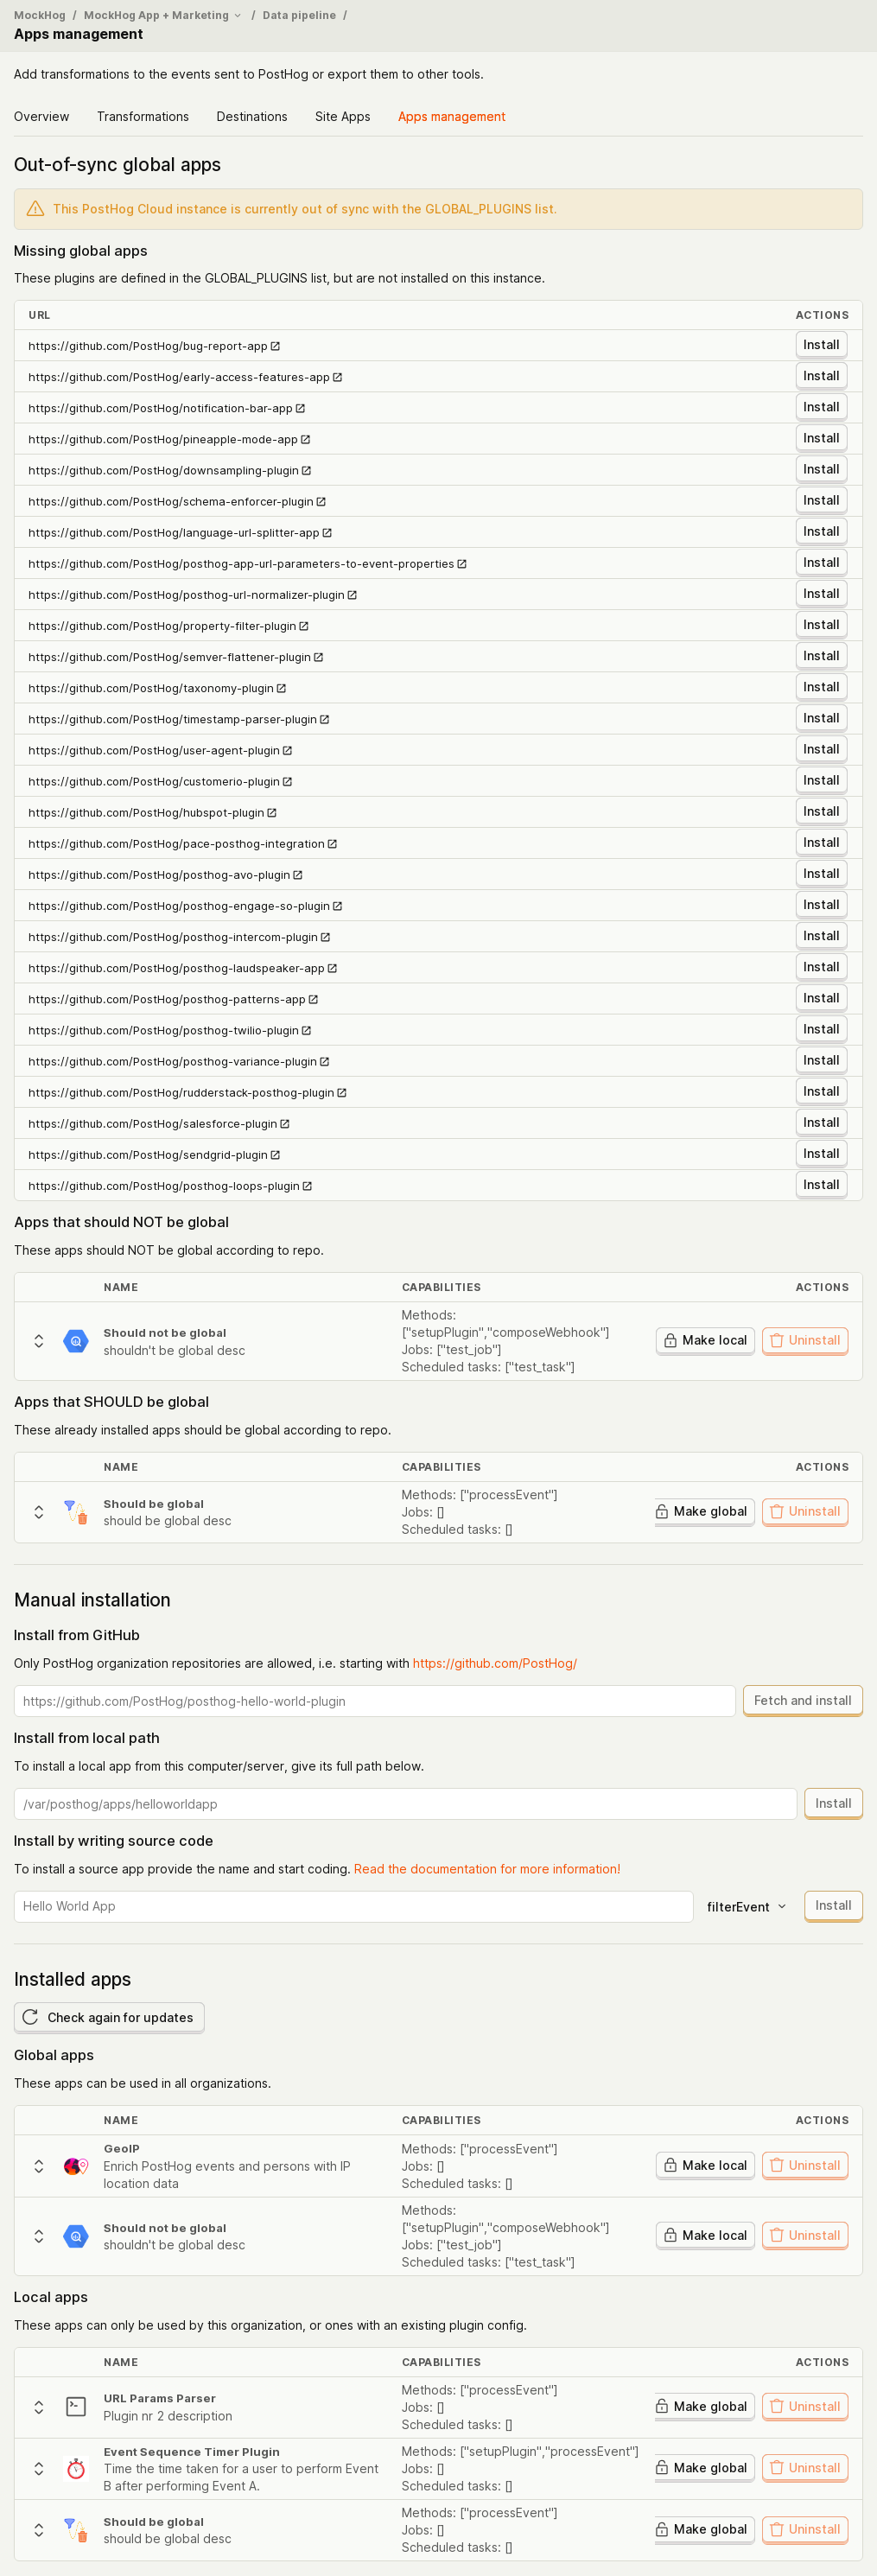 MockHog / MockHog App + Marketing / Data pipeline /
Apps management
Add transformations to the events sent to PostHog or export them to other tools.
Overview Transformations Destinations Site Apps Apps management
Out-of-sync global apps
This PostHog Cloud instance is currently out of sync with the GLOBAL_PLUGINS list.
Missing global apps
These plugins are defined in the GLOBAL_PLUGINS list, but are not installed on this instance.
URL ACTIONS
https://github.com/PostHog/bug-report-app Install
https://github.com/PostHog/early-access-features-app Install
https://github.com/PostHog/notification-bar-app Install
https://github.com/PostHog/pineapple-mode-app Install
https://github.com/PostHog/downsampling-plugin Install
https://github.com/PostHog/schema-enforcer-plugin Install
https://github.com/PostHog/language-url-splitter-app Install
https://github.com/PostHog/posthog-app-url-parameters-to-event-properties Install
https://github.com/PostHog/posthog-url-normalizer-plugin Install
https://github.com/PostHog/property-filter-plugin Install
https://github.com/PostHog/semver-flattener-plugin Install
https://github.com/PostHog/taxonomy-plugin Install
https://github.com/PostHog/timestamp-parser-plugin Install
https://github.com/PostHog/user-agent-plugin Install
https://github.com/PostHog/customerio-plugin Install
https://github.com/PostHog/hubspot-plugin Install
https://github.com/PostHog/pace-posthog-integration Install
https://github.com/PostHog/posthog-avo-plugin Install
https://github.com/PostHog/posthog-engage-so-plugin Install
https://github.com/PostHog/posthog-intercom-plugin Install
https://github.com/PostHog/posthog-laudspeaker-app Install
https://github.com/PostHog/posthog-patterns-app Install
https://github.com/PostHog/posthog-twilio-plugin Install
https://github.com/PostHog/posthog-variance-plugin Install
https://github.com/PostHog/rudderstack-posthog-plugin Install
https://github.com/PostHog/salesforce-plugin Install
https://github.com/PostHog/sendgrid-plugin Install
https://github.com/PostHog/posthog-loops-plugin Install
Apps that should NOT be global
These apps should NOT be global according to repo.
NAME CAPABILITIES ACTIONS
Should not be global
shouldn't be global desc
Methods:
["setupPlugin","composeWebhook"]
Jobs: ["test_job"]
Scheduled tasks: ["test_task"]
Make local Uninstall
Apps that SHOULD be global
These already installed apps should be global according to repo.
NAME CAPABILITIES ACTIONS
Should be global
should be global desc
Methods: ["processEvent"]
Jobs: []
Scheduled tasks: []
Make global Uninstall
Manual installation
Install from GitHub
Only PostHog organization repositories are allowed, i.e. starting with https://github.com/PostHog/
https://github.com/PostHog/posthog-hello-world-plugin Fetch and install
Install from local path
To install a local app from this computer/server, give its full path below.
/var/posthog/apps/helloworldapp Install
Install by writing source code
To install a source app provide the name and start coding. Read the documentation for more information!
Hello World App filterEvent Install
Installed apps
Check again for updates
Global apps
These apps can be used in all organizations.
NAME CAPABILITIES ACTIONS
GeoIP
Enrich PostHog events and persons with IP
location data
Methods: ["processEvent"]
Jobs: []
Scheduled tasks: []
Make local Uninstall
Should not be global
shouldn't be global desc
Methods:
["setupPlugin","composeWebhook"]
Jobs: ["test_job"]
Scheduled tasks: ["test_task"]
Make local Uninstall
Local apps
These apps can only be used by this organization, or ones with an existing plugin config.
NAME CAPABILITIES ACTIONS
URL Params Parser
Plugin nr 2 description
Methods: ["processEvent"]
Jobs: []
Scheduled tasks: []
Make global Uninstall
Event Sequence Timer Plugin
Time the time taken for a user to perform Event
B after performing Event A.
Methods: ["setupPlugin","processEvent"]
Jobs: []
Scheduled tasks: []
Make global Uninstall
Should be global
should be global desc
Methods: ["processEvent"]
Jobs: []
Scheduled tasks: []
Make global Uninstall